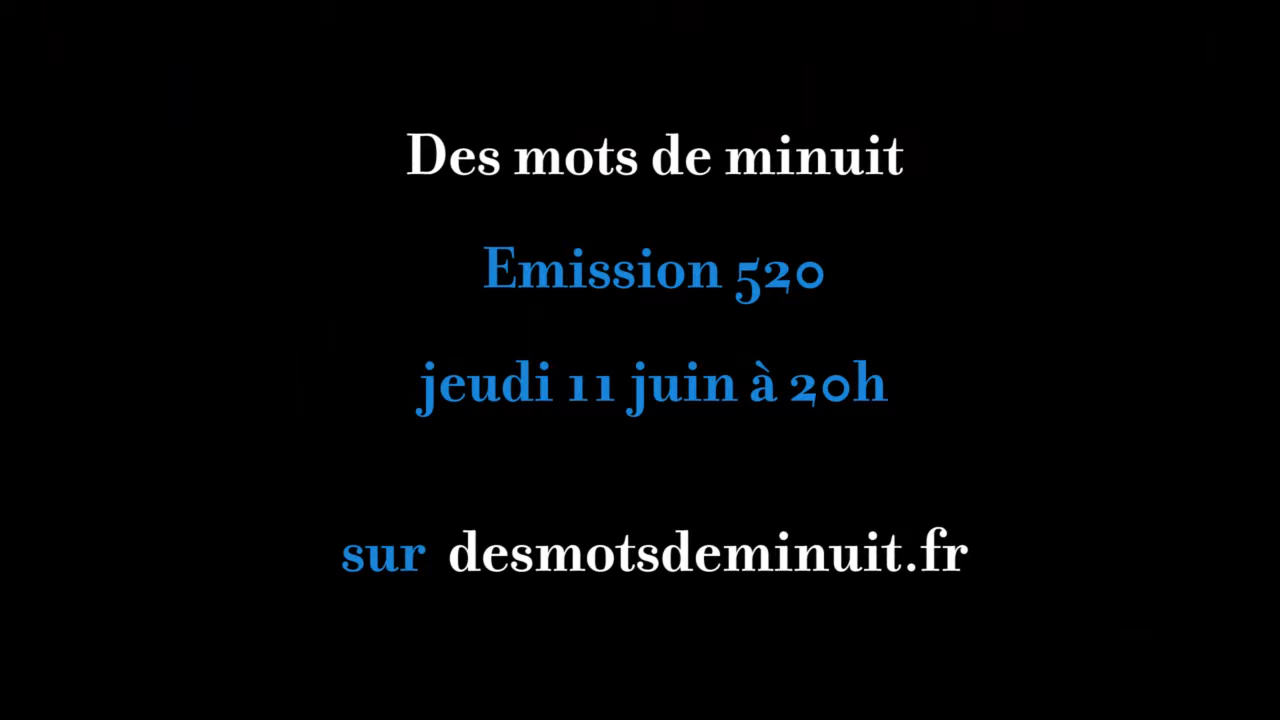 Des mots de minuit
Emission 520
jeudi 11 juin à 20h
sur desmotsdeminuit.fr